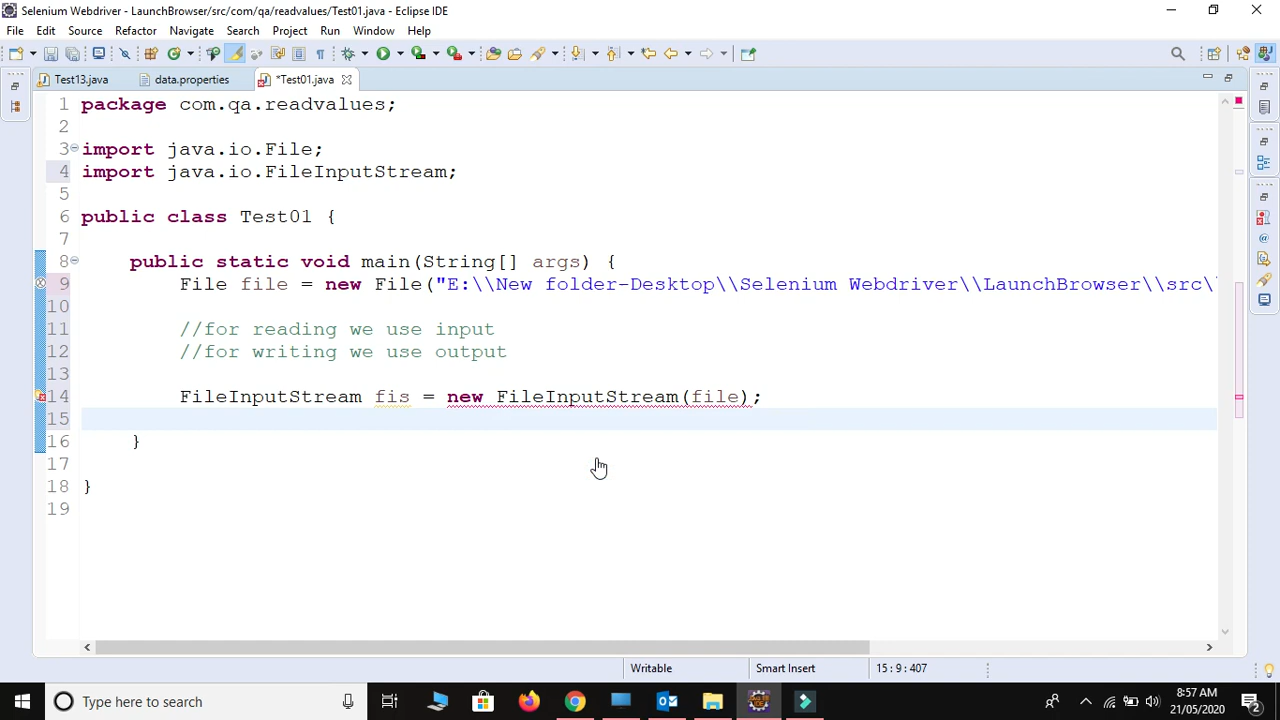 Selenium Webdriver - LaunchBrowser/src/com/qa/readvalues/Test01.java - Eclipse IDE
File Edit Source Refactor Navigate Search Project Run Window Help
Test13.java data.properties *Test01.java
1 package com.qa.readvalues;
2
3 import java.io.File;
4 import java.io.FileInputStream;
5
6 public class Test01 {
7
8 public static void main(String[] args) {
9 File file = new File("E:\\New folder-Desktop\\Selenium Webdriver\\LaunchBrowser\\src\
10
11 //for reading we use input
12 //for writing we use output
13
14 FileInputStream fis = new FileInputStream(file);
15
16 }
17
18 }
19
Writable Smart Insert 15 : 9 : 407
Type here to search
8:57 AM
21/05/2020
2